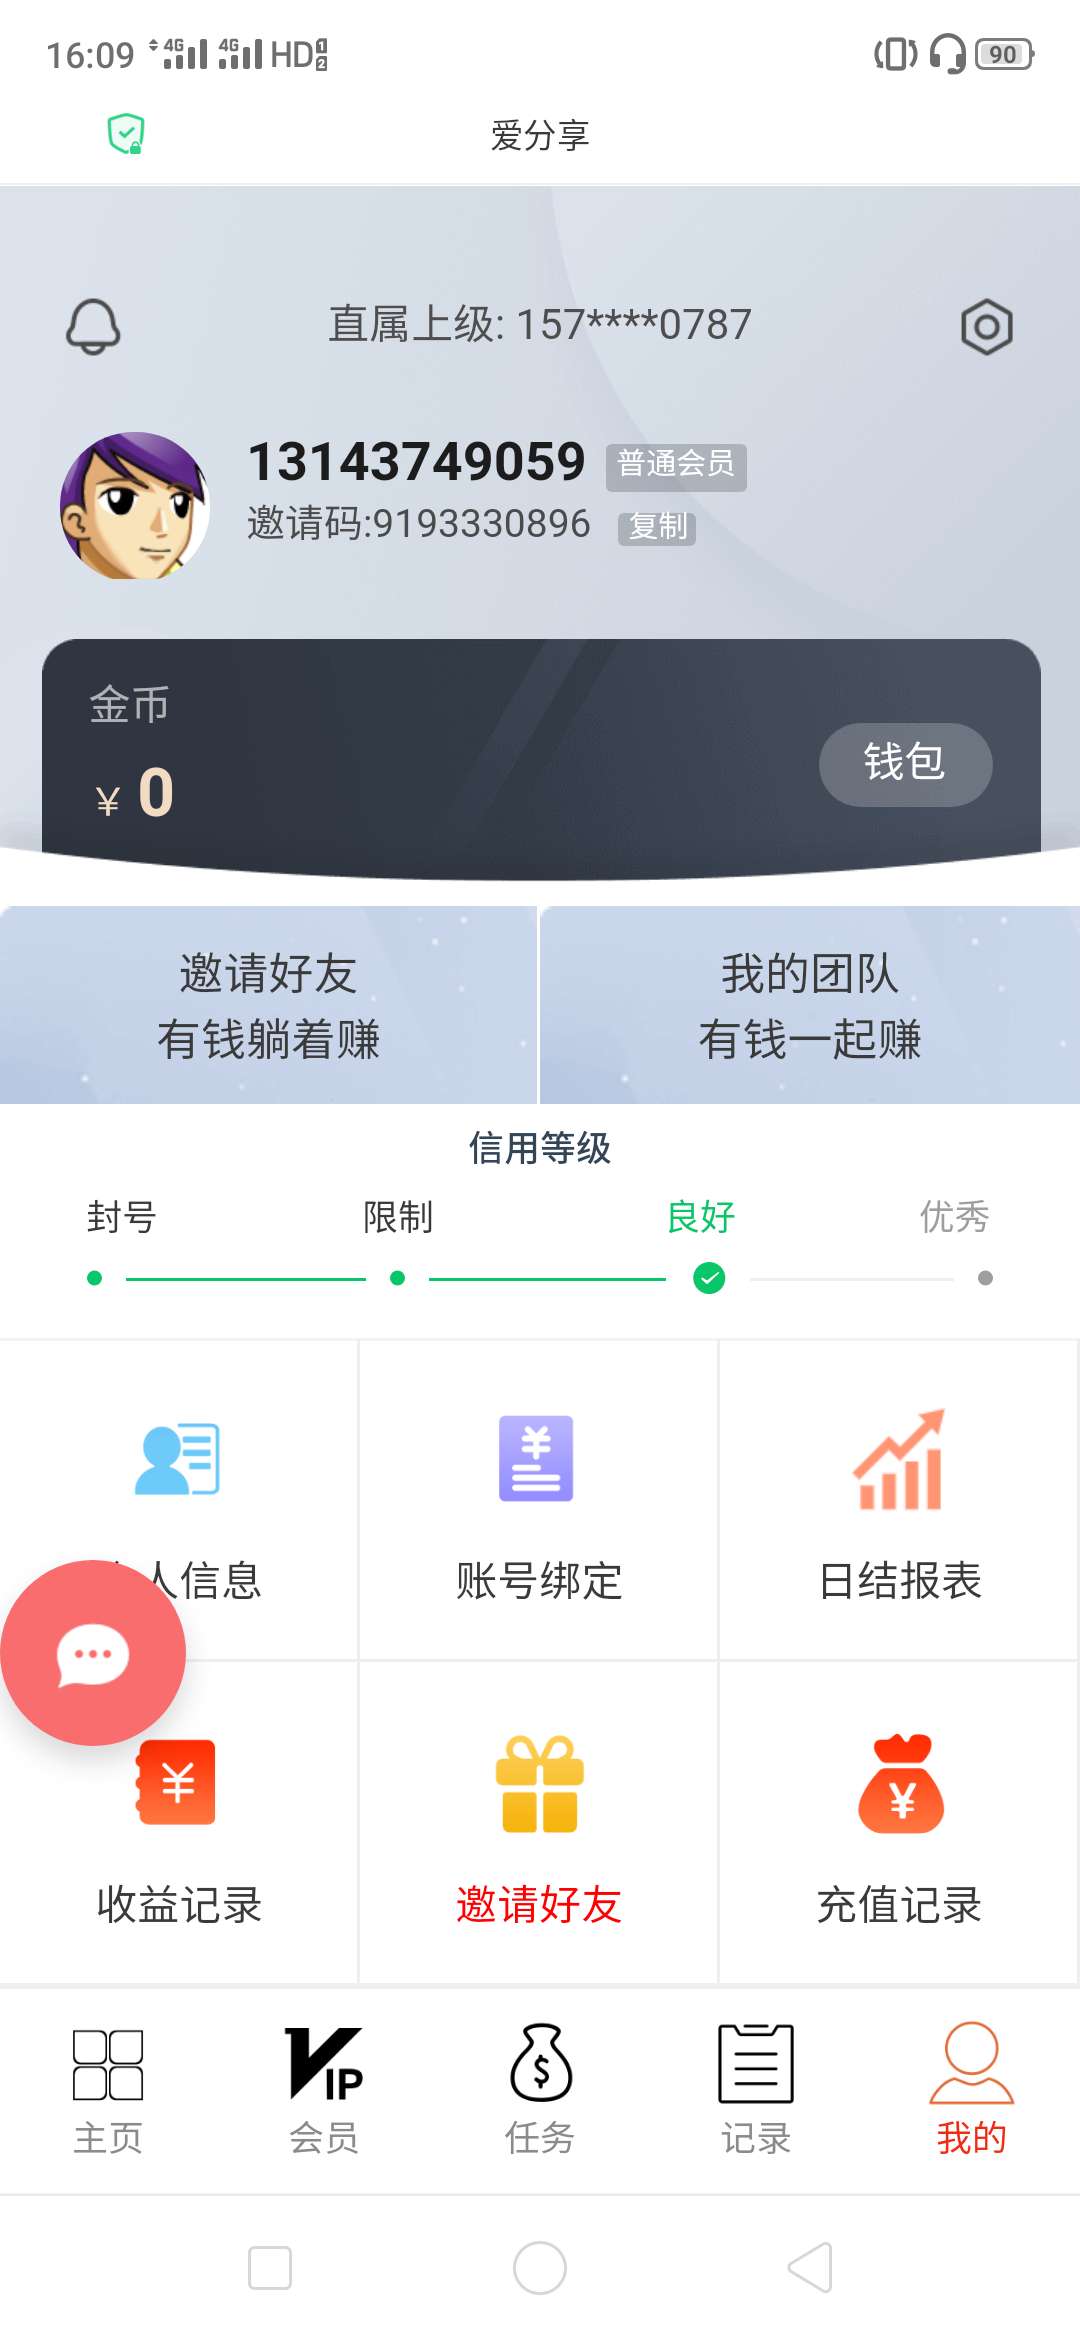 16:09 4G 4G HD 1 2 90
爱分享
直属上级: 157****0787
13143749059 普通会员
邀请码:9193330896 复制
金币
¥ 0
钱包
邀请好友
有钱躺着赚
我的团队
有钱一起赚
信用等级
封号 限制 良好 优秀
人信息 账号绑定 日结报表
收益记录 邀请好友 充值记录
VIP
主页 会员 任务 记录 我的